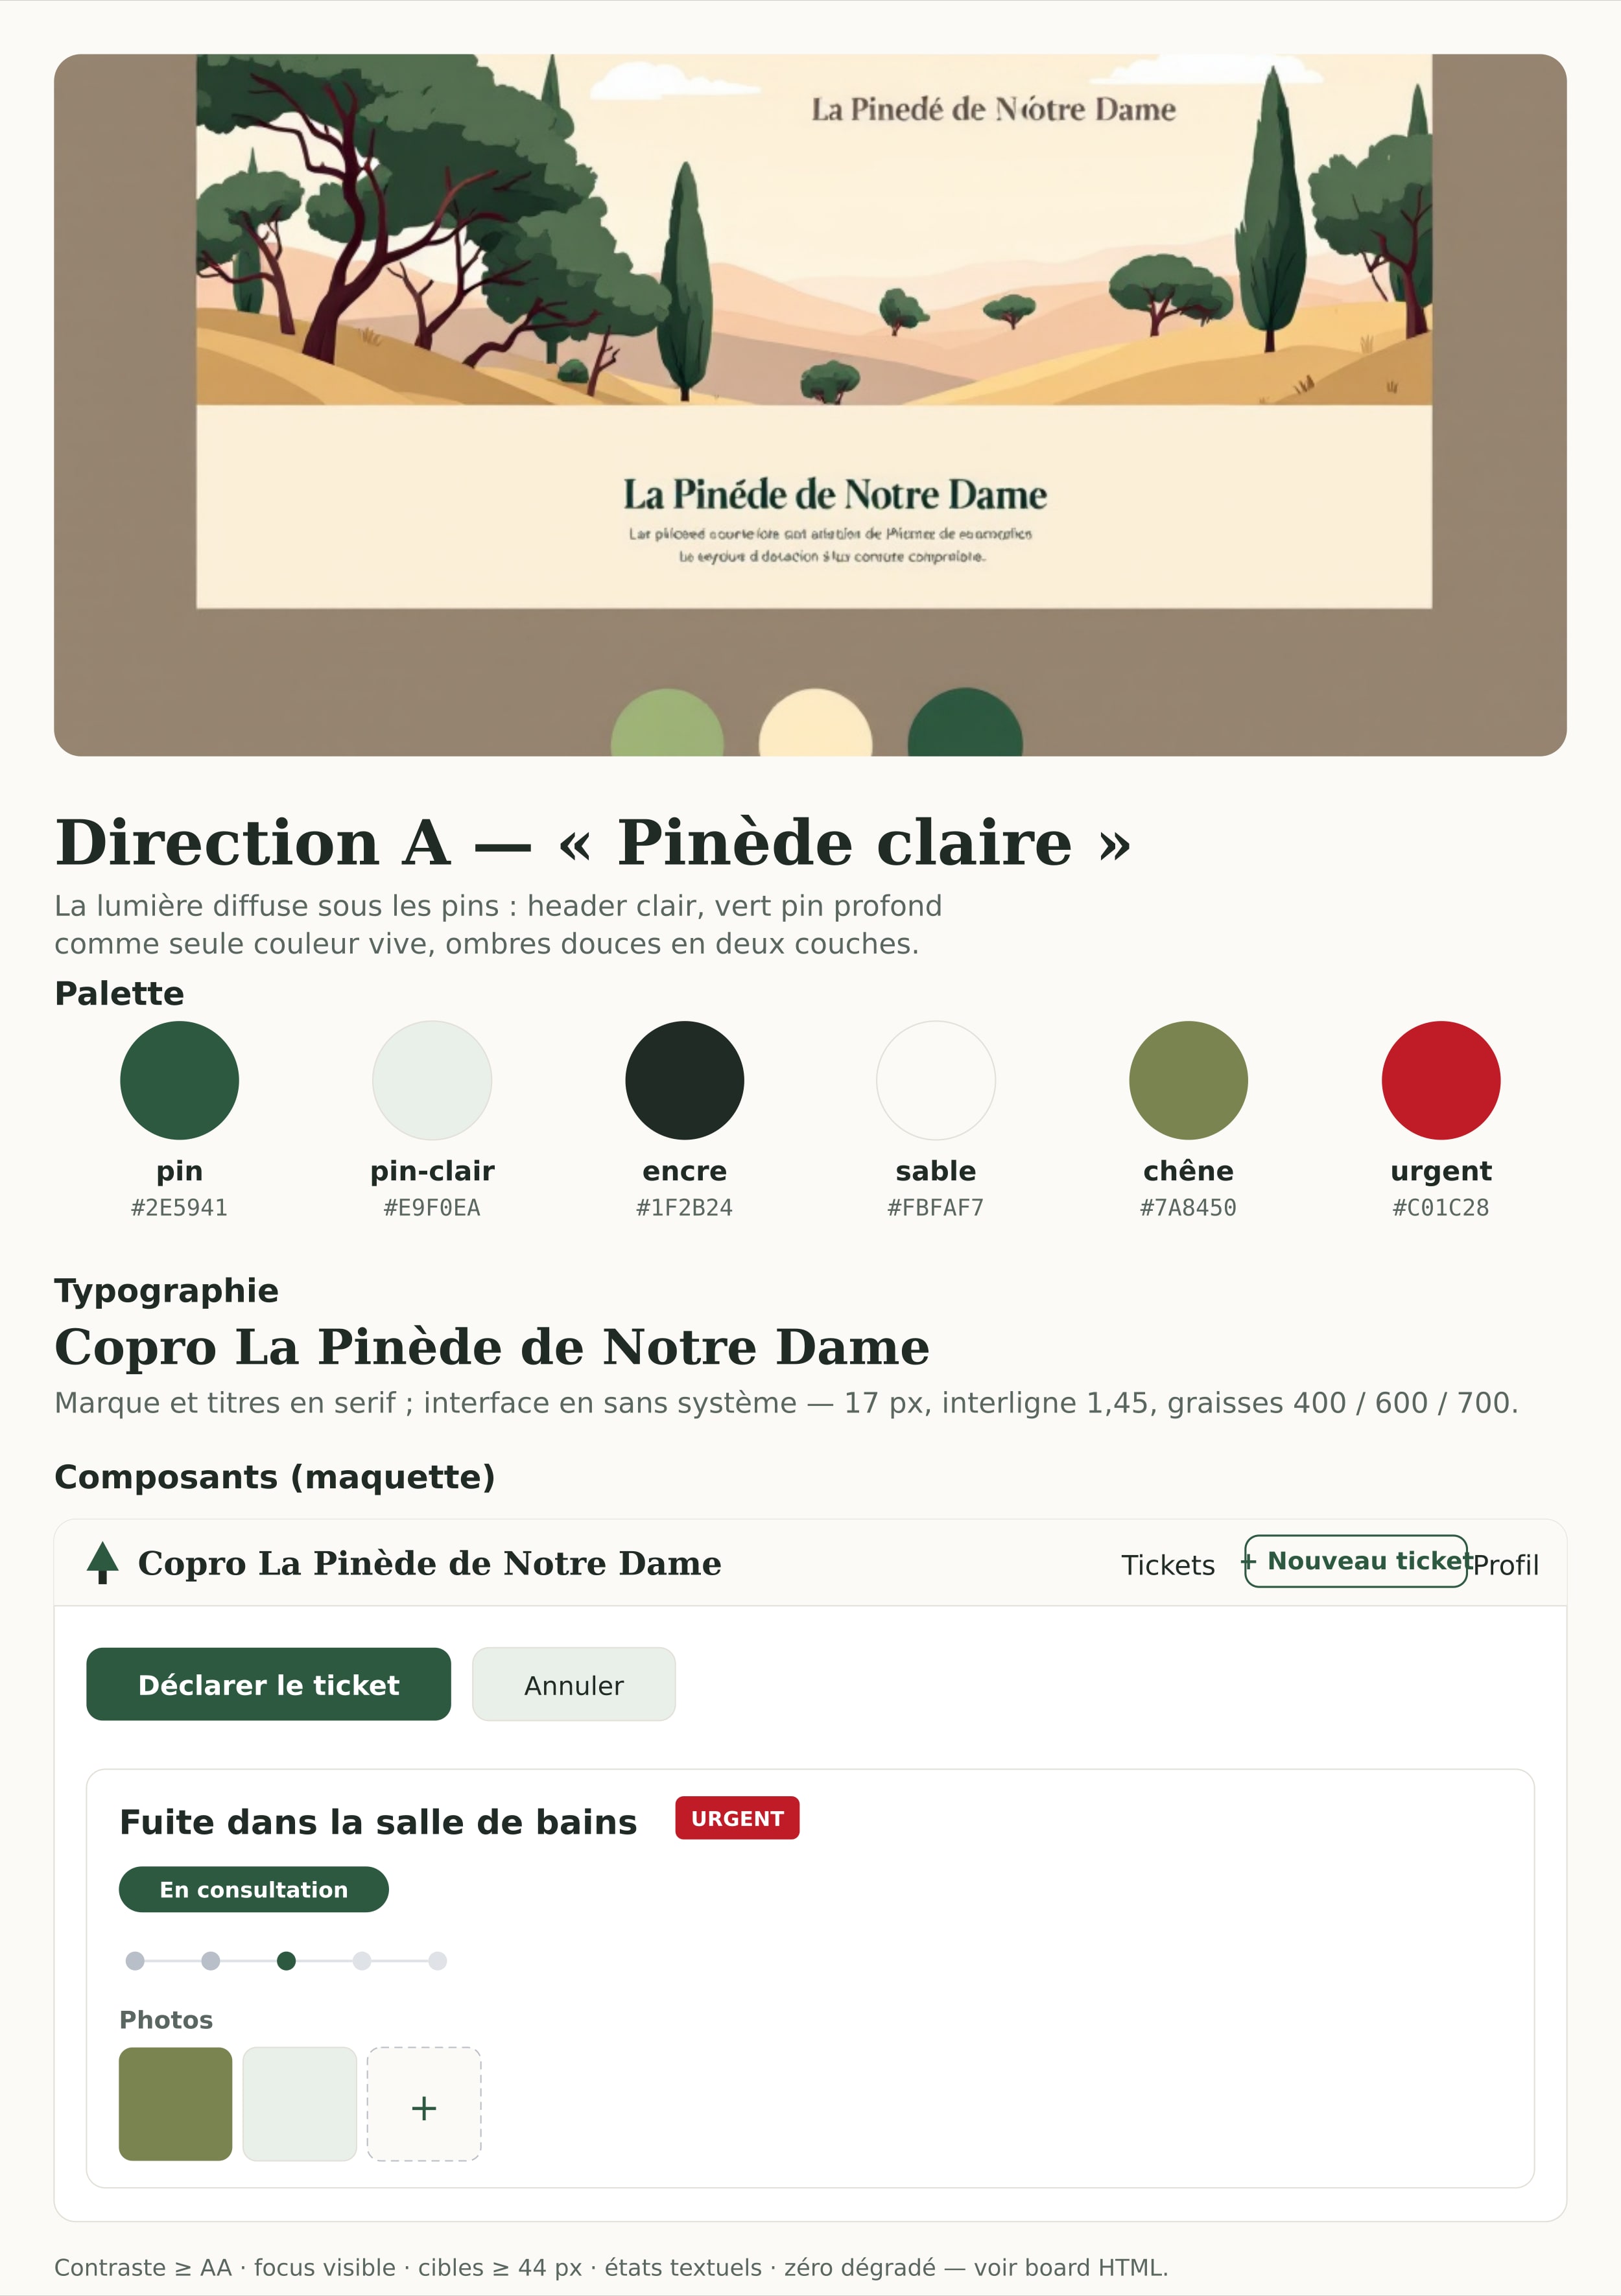 La Pinedé de Nótre Dame
La Pinéde de Notre Dame
Direction A — « Pinède claire »
La lumière diffuse sous les pins : header clair, vert pin profond
comme seule couleur vive, ombres douces en deux couches.
Palette
pin
#2E5941
pin-clair
#E9F0EA
encre
#1F2B24
sable
#FBFAF7
chêne
#7A8450
urgent
#C01C28
Typographie
Copro La Pinède de Notre Dame
Marque et titres en serif ; interface en sans système — 17 px, interligne 1,45, graisses 400 / 600 / 700.
Composants (maquette)
Copro La Pinède de Notre Dame
Tickets
+ Nouveau ticket
Profil
Déclarer le ticket
Annuler
Fuite dans la salle de bains
URGENT
En consultation
Photos
+
Contraste ≥ AA · focus visible · cibles ≥ 44 px · états textuels · zéro dégradé — voir board HTML.